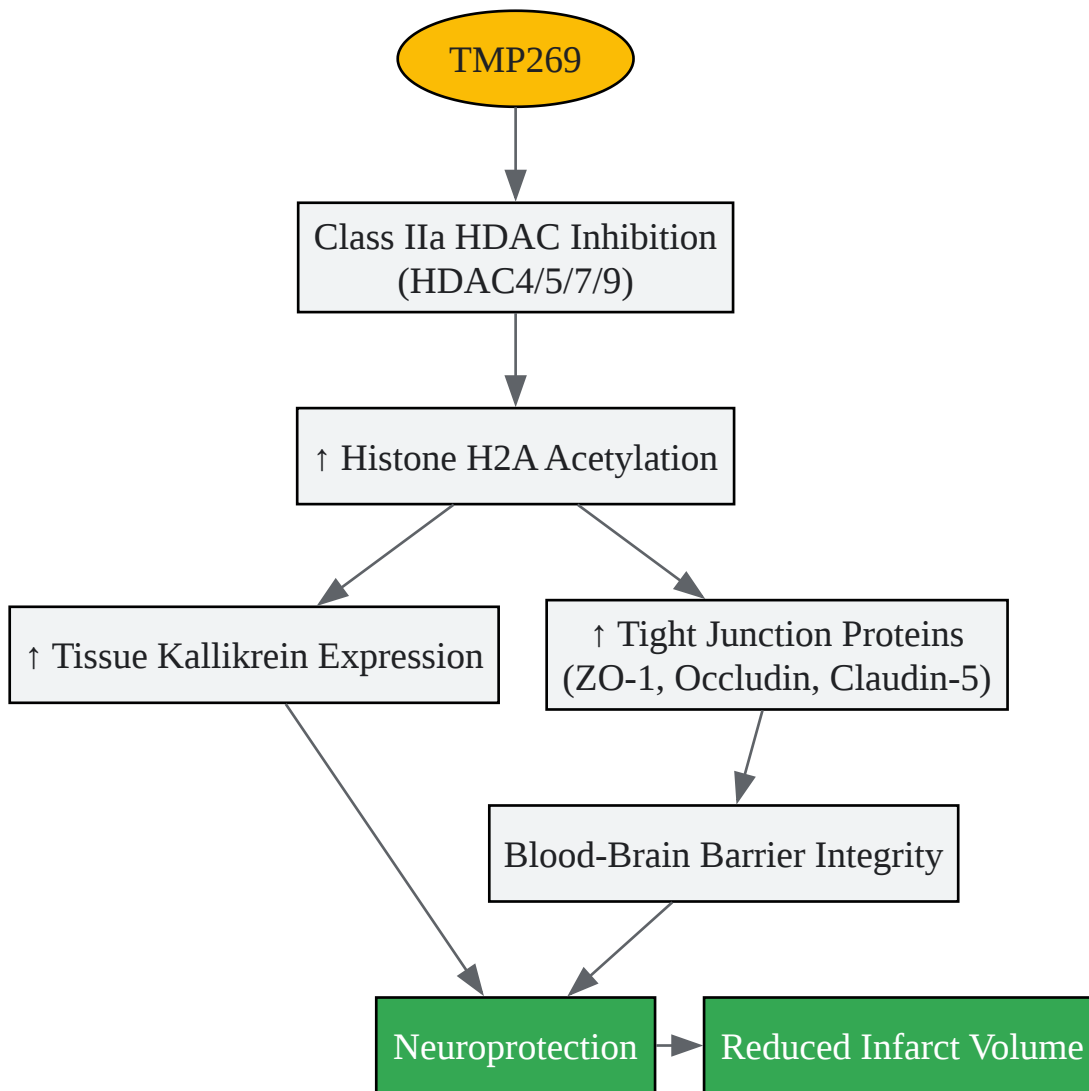 TMP269
Class IIa HDAC Inhibition
(HDAC4/5/7/9)
↑ Histone H2A Acetylation
↑ Tissue Kallikrein Expression
↑ Tight Junction Proteins
(ZO-1, Occludin, Claudin-5)
Blood-Brain Barrier Integrity
Neuroprotection
Reduced Infarct Volume